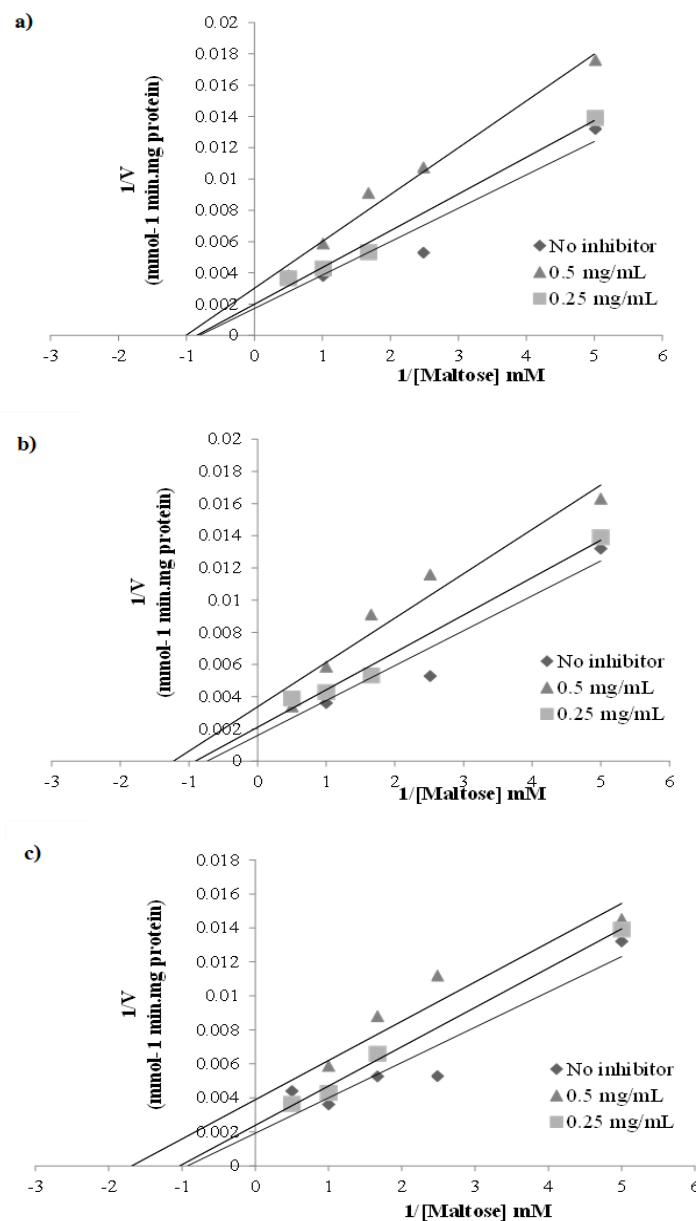 a)
0.02
0.018
0.016
0.014
0.012
0.01
0.008
0.006
0.004
0.002
0
1/V
(mmol-1 min.mg protein)
No inhibitor
0.5 mg/mL
0.25 mg/mL
-3 -2 -1 0 1 2 3 4 5 6
1/[Maltose] mM
b)
0.02
0.018
0.016
0.014
0.012
0.01
0.008
0.006
0.004
0.002
0
1/V
(mmol-1 min.mg protein)
No inhibitor
0.5 mg/mL
0.25 mg/mL
-3 -2 -1 0 1 2 3 4 5 6
1/[Maltose] mM
c)
0.018
0.016
0.014
0.012
0.01
0.008
0.006
0.004
0.002
0
1/V
(mmol-1 min.mg protein)
No inhibitor
0.5 mg/mL
0.25 mg/mL
-3 -2 -1 0 1 2 3 4 5 6
1/[Maltose] mM